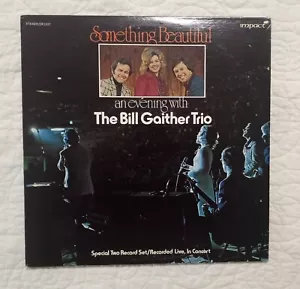 Something Beautiful
impact
an evening with
The Bill Gaither Trio
Special Two Record Set/Recorded Live, In Concert